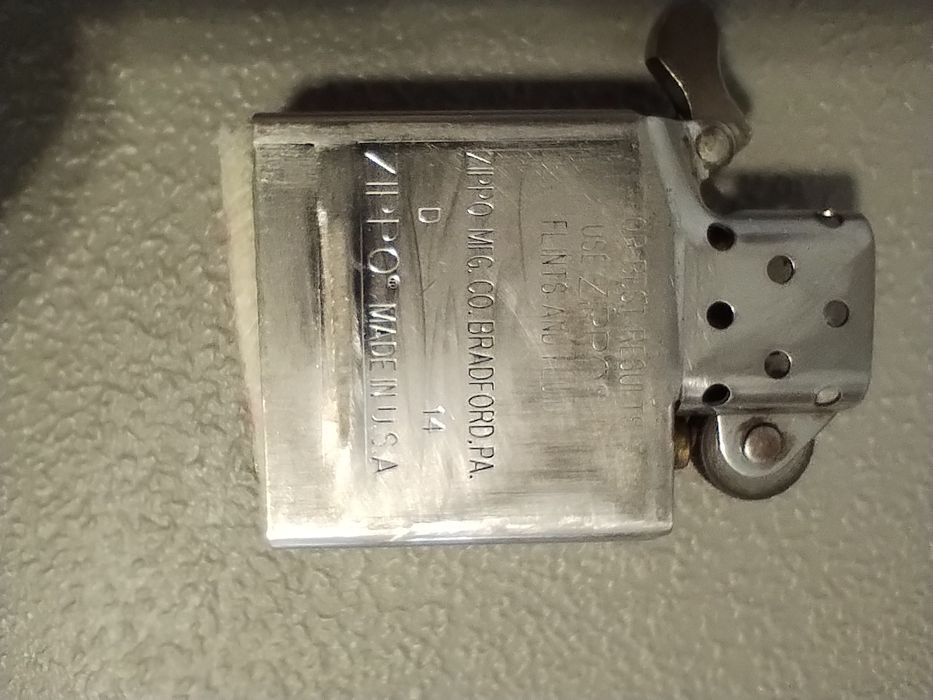 FOR BEST RESULTS
USE ZIPPO®
FLINTS AND FLUID
ZIPPO MFG. CO. BRADFORD, PA.
D 14
ZIPPO® MADE IN U.S.A